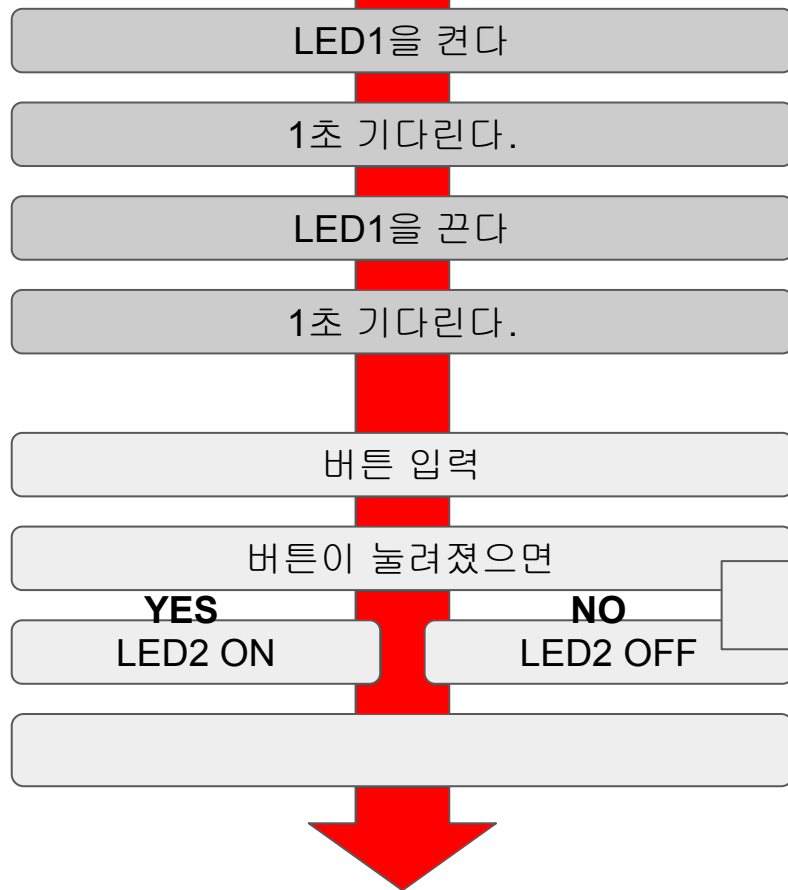 LED1을 켠다
1초 기다린다.
LED1을 끈다
1초 기다린다.
버튼 입력
버튼이 눌려졌으면
YES
NO
LED2 ON
LED2 OFF